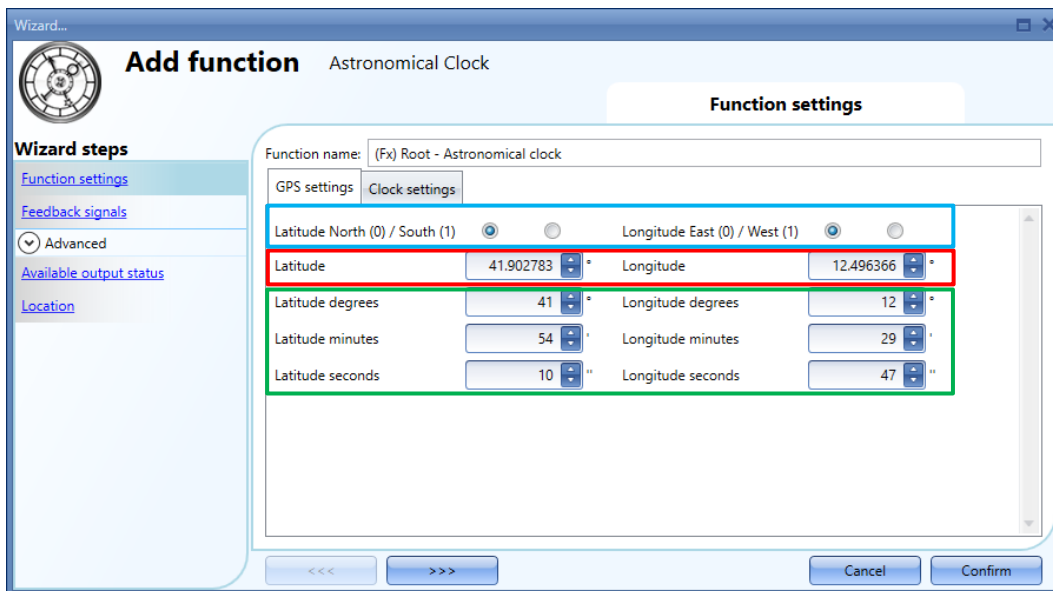 Wizard...
Add function Astronomical Clock
Function settings
Wizard steps
Function settings
Feedback signals
Advanced
Available output status
Location
Function name: (Fx) Root - Astronomical clock
GPS settings Clock settings
Latitude North (0) / South (1) Longitude East (0) / West (1)
Latitude 41.902783 ° Longitude 12.496366 °
Latitude degrees 41 ° Longitude degrees 12 °
Latitude minutes 54 ' Longitude minutes 29 '
Latitude seconds 10 '' Longitude seconds 47 ''
<<< >>> Cancel Confirm